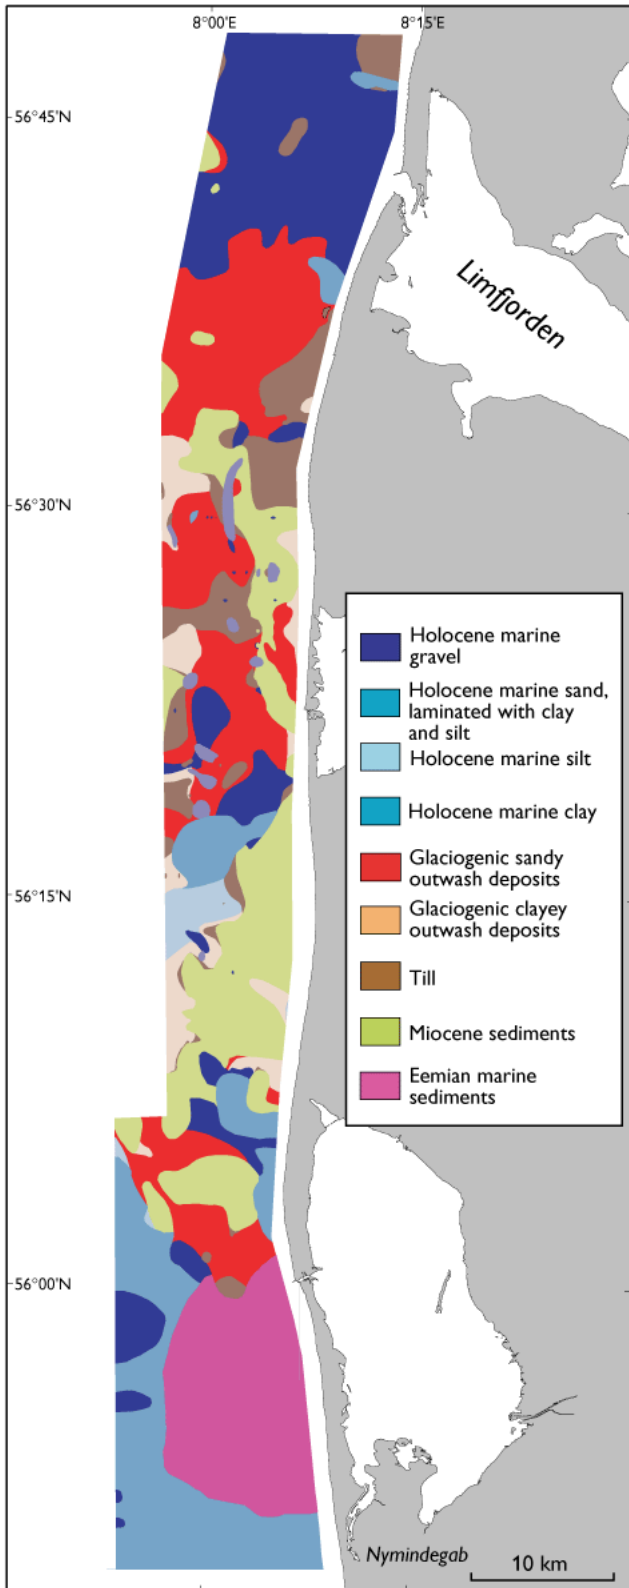 8°00'E
8°15'E
56°45'N
Limfjorden
56°30'N
Holocene marine
gravel
Holocene marine sand,
laminated with clay
and silt
Holocene marine silt
Holocene marine clay
Glaciogenic sandy
outwash deposits
Glaciogenic clayey
outwash deposits
56°15'N
Till
Miocene sediments
Eemian marine
sediments
56°00'N
Nymindegab
10 km